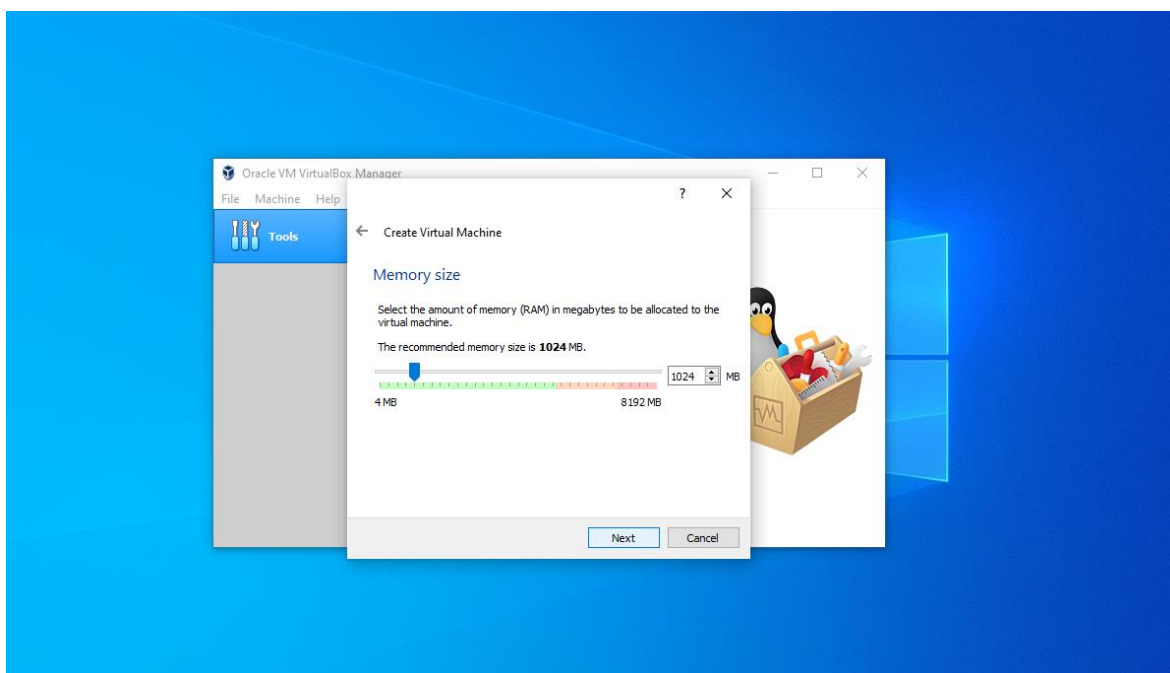 Oracle VM VirtualBox Manager
File Machine Help
Tools
?
Create Virtual Machine
Memory size
Select the amount of memory (RAM) in megabytes to be allocated to the
virtual machine.
The recommended memory size is 1024 MB.
1024 MB
4 MB 8192 MB
Next Cancel